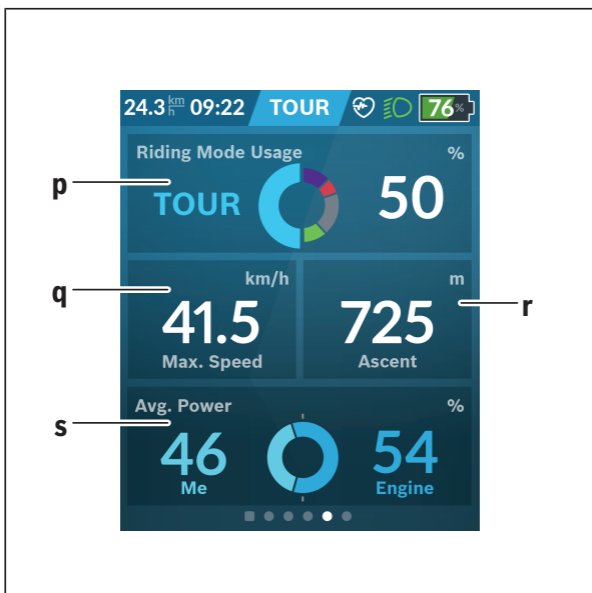 24.3 km/h 09:22 TOUR 76%
Riding Mode Usage %
p
TOUR 50
km/h m
q
41.5 725
r
Max. Speed Ascent
Avg. Power %
s
46 54
Me Engine